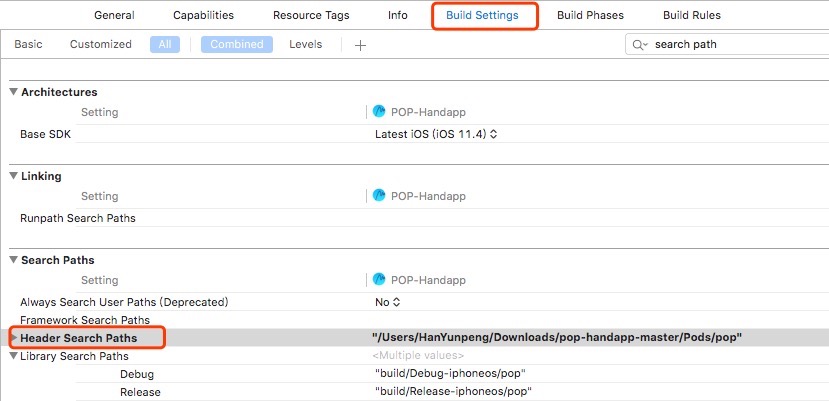 General Capabilities Resource Tags Info Build Settings Build Phases Build Rules
Basic Customized All Combined Levels + search path
Architectures
Setting POP-Handapp
Base SDK Latest iOS (iOS 11.4)
Linking
Setting POP-Handapp
Runpath Search Paths
Search Paths
Setting POP-Handapp
Always Search User Paths (Deprecated) No
Framework Search Paths
Header Search Paths "/Users/HanYunpeng/Downloads/pop-handapp-master/Pods/pop"
Library Search Paths <Multiple values>
Debug "build/Debug-iphoneos/pop"
Release "build/Release-iphoneos/pop"